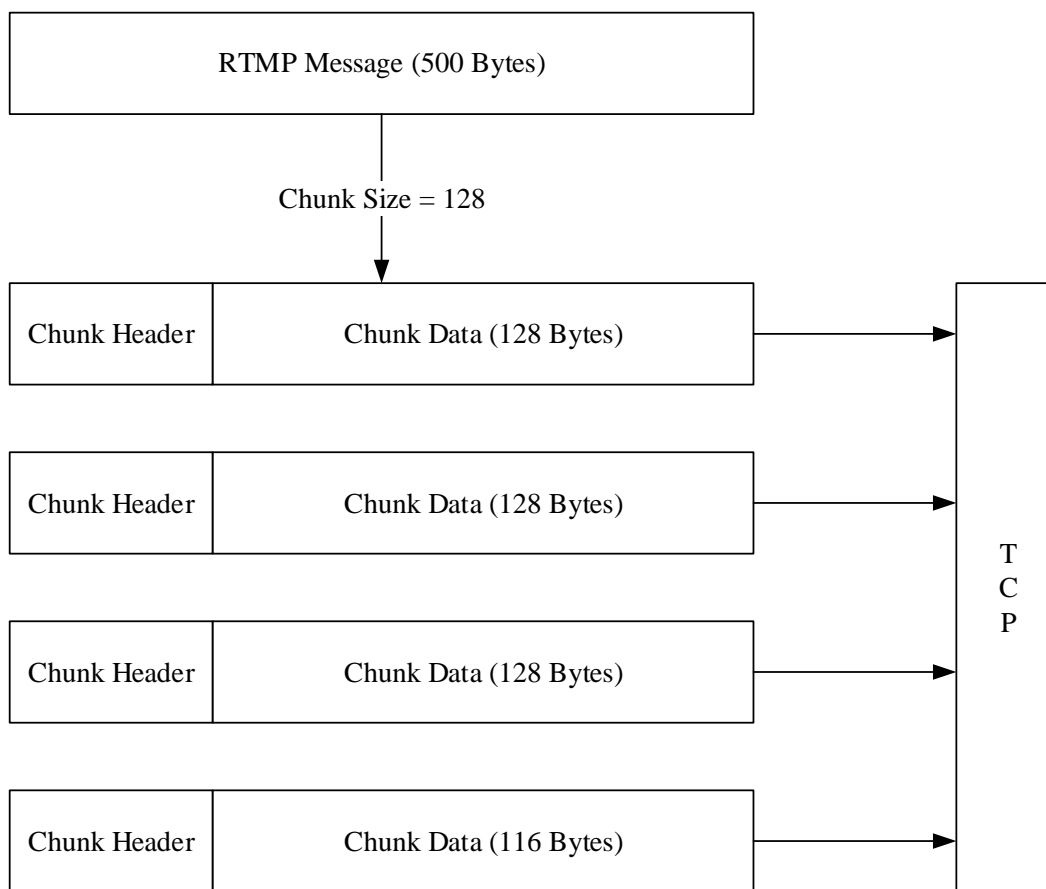 RTMP Message (500 Bytes)
Chunk Size = 128
Chunk Header
Chunk Data (128 Bytes)
Chunk Header
Chunk Data (128 Bytes)
Chunk Header
Chunk Data (128 Bytes)
Chunk Header
Chunk Data (116 Bytes)
T
C
P